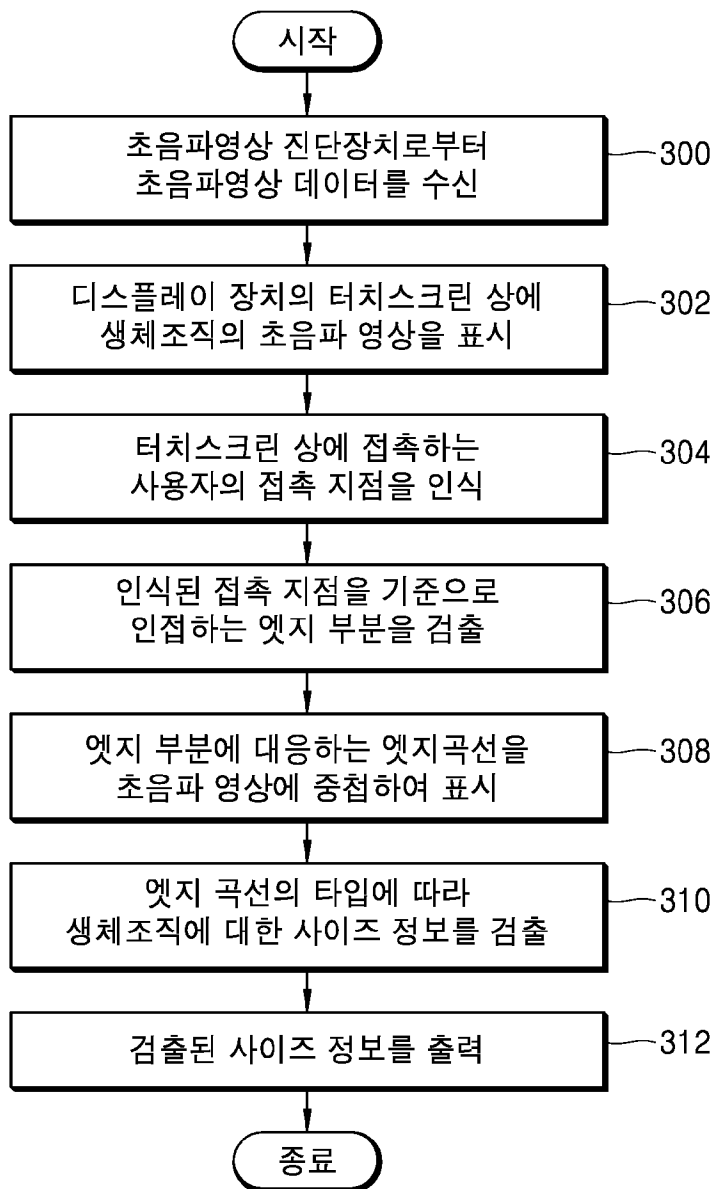 시작
초음파영상 진단장치로부터
초음파영상 데이터를 수신
300
디스플레이 장치의 터치스크린 상에
생체조직의 초음파 영상을 표시
302
터치스크린 상에 접촉하는
사용자의 접촉 지점을 인식
304
인식된 접촉 지점을 기준으로
인접하는 엣지 부분을 검출
306
엣지 부분에 대응하는 엣지곡선을
초음파 영상에 중첩하여 표시
308
엣지 곡선의 타입에 따라
생체조직에 대한 사이즈 정보를 검출
310
검출된 사이즈 정보를 출력
312
종료